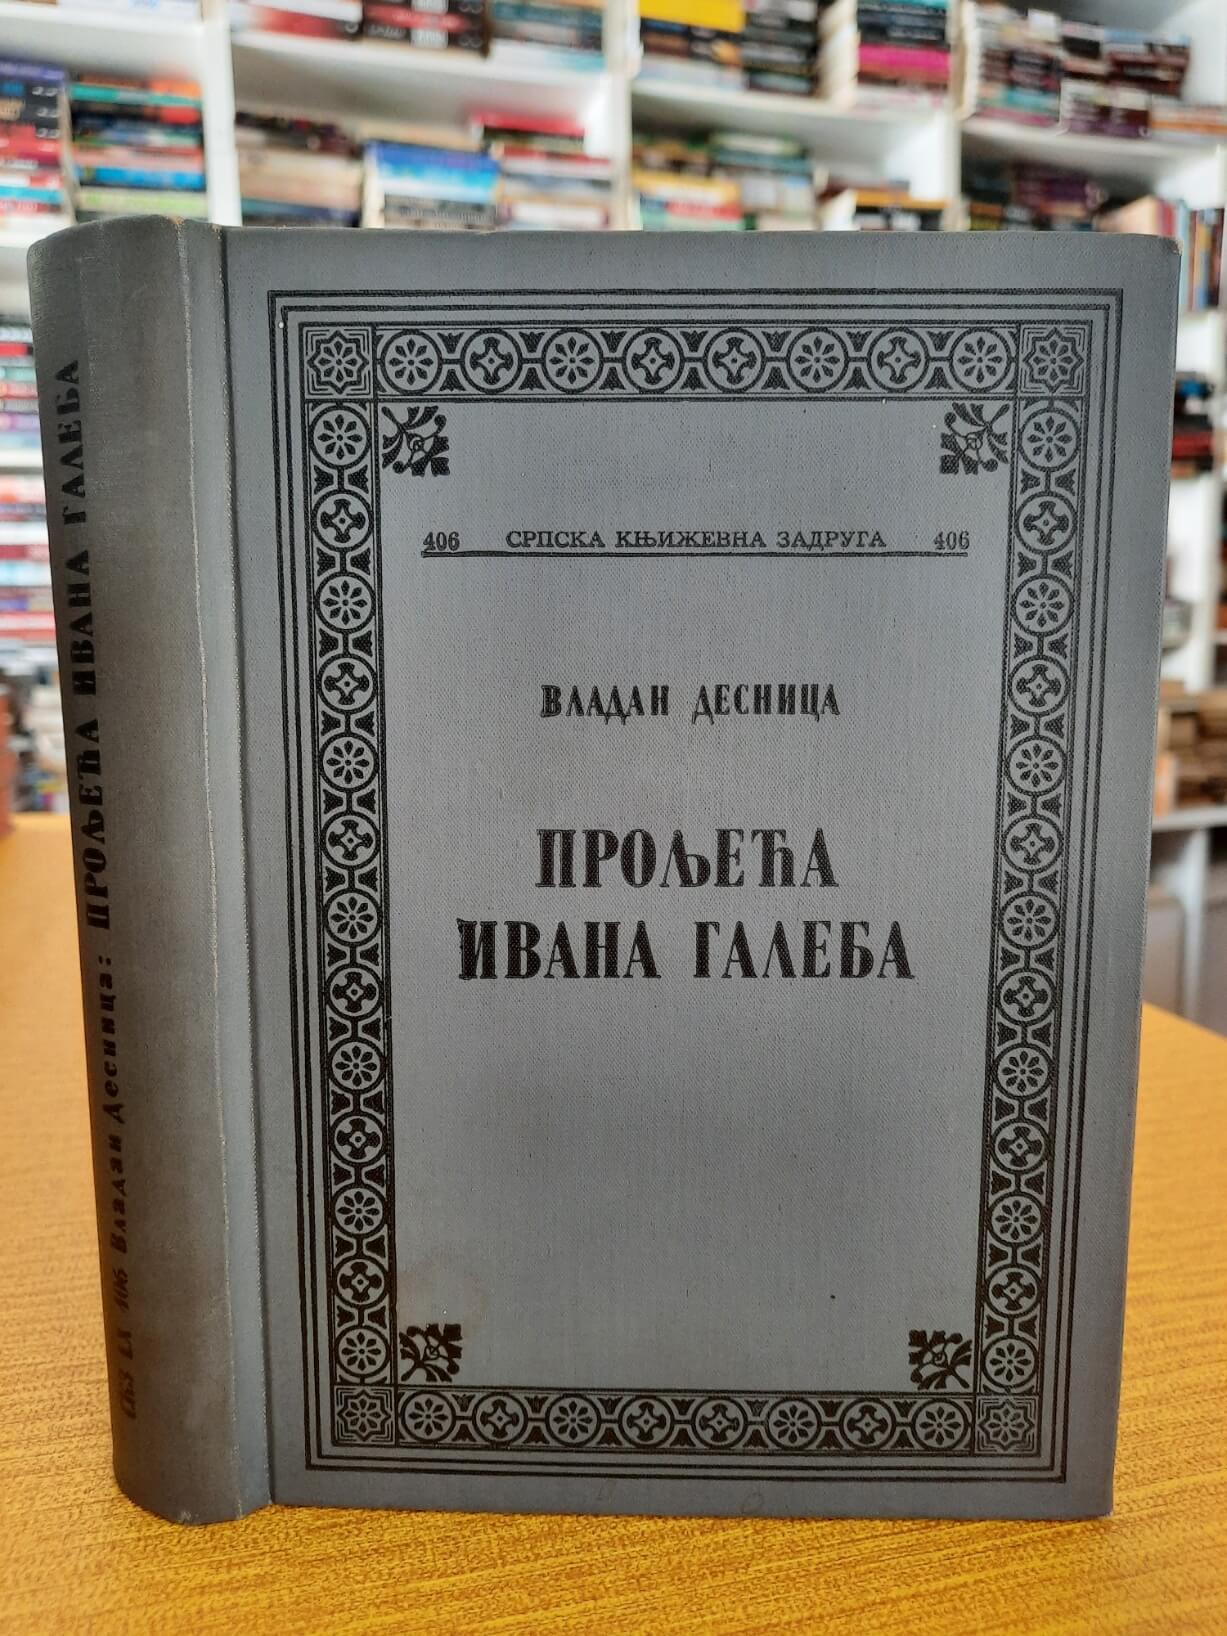 406 СРПСКА КЊИЖЕВНА ЗАДРУГА 406
ВЛАДАН ДЕСНИЦА
ПРОЉЕЋА
ИВАНА ГАЛЕБА
СКЗ LX 406 Владан Десница: ПРОЉЕЋА ИВАНА ГАЛЕБА